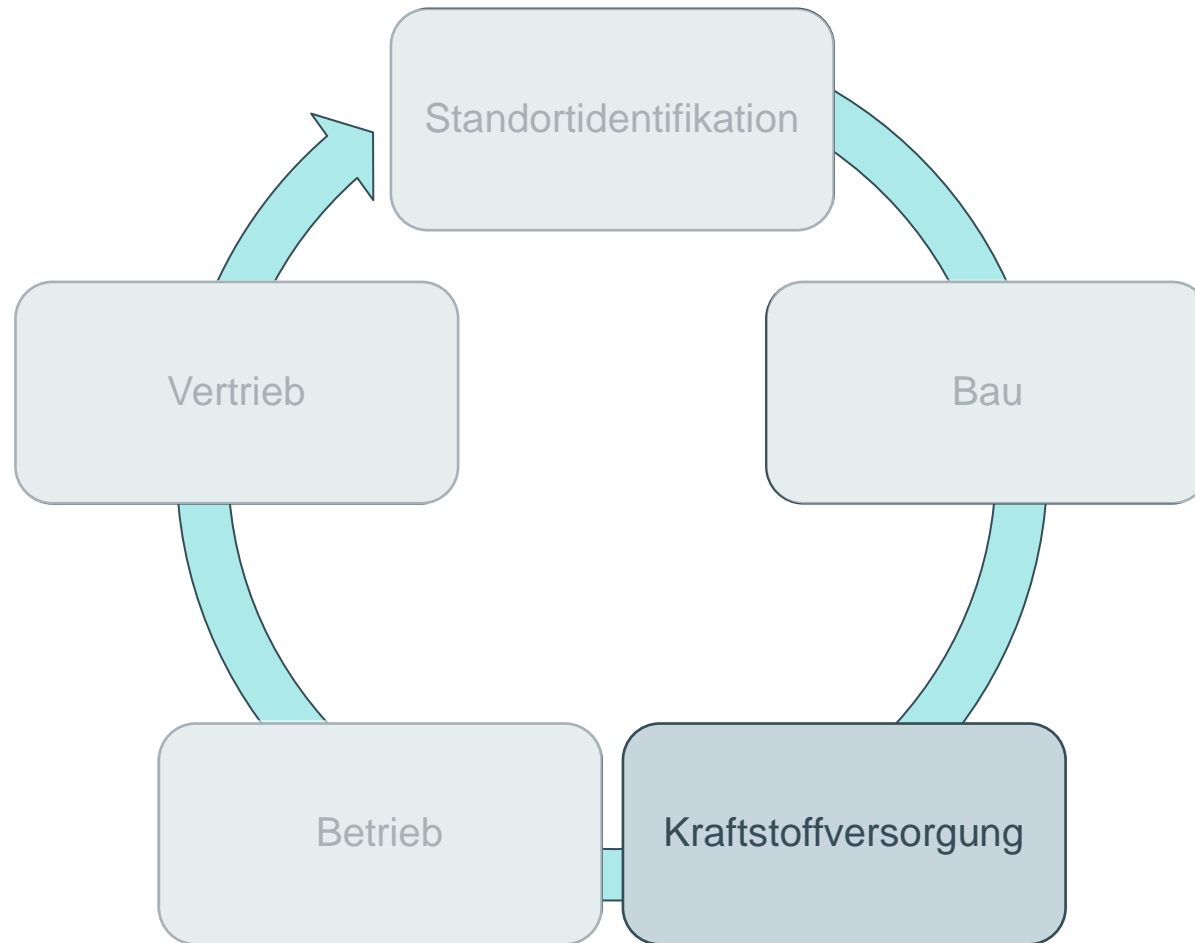 Standortidentifikation
Vertrieb
Bau
Betrieb
Kraftstoffversorgung